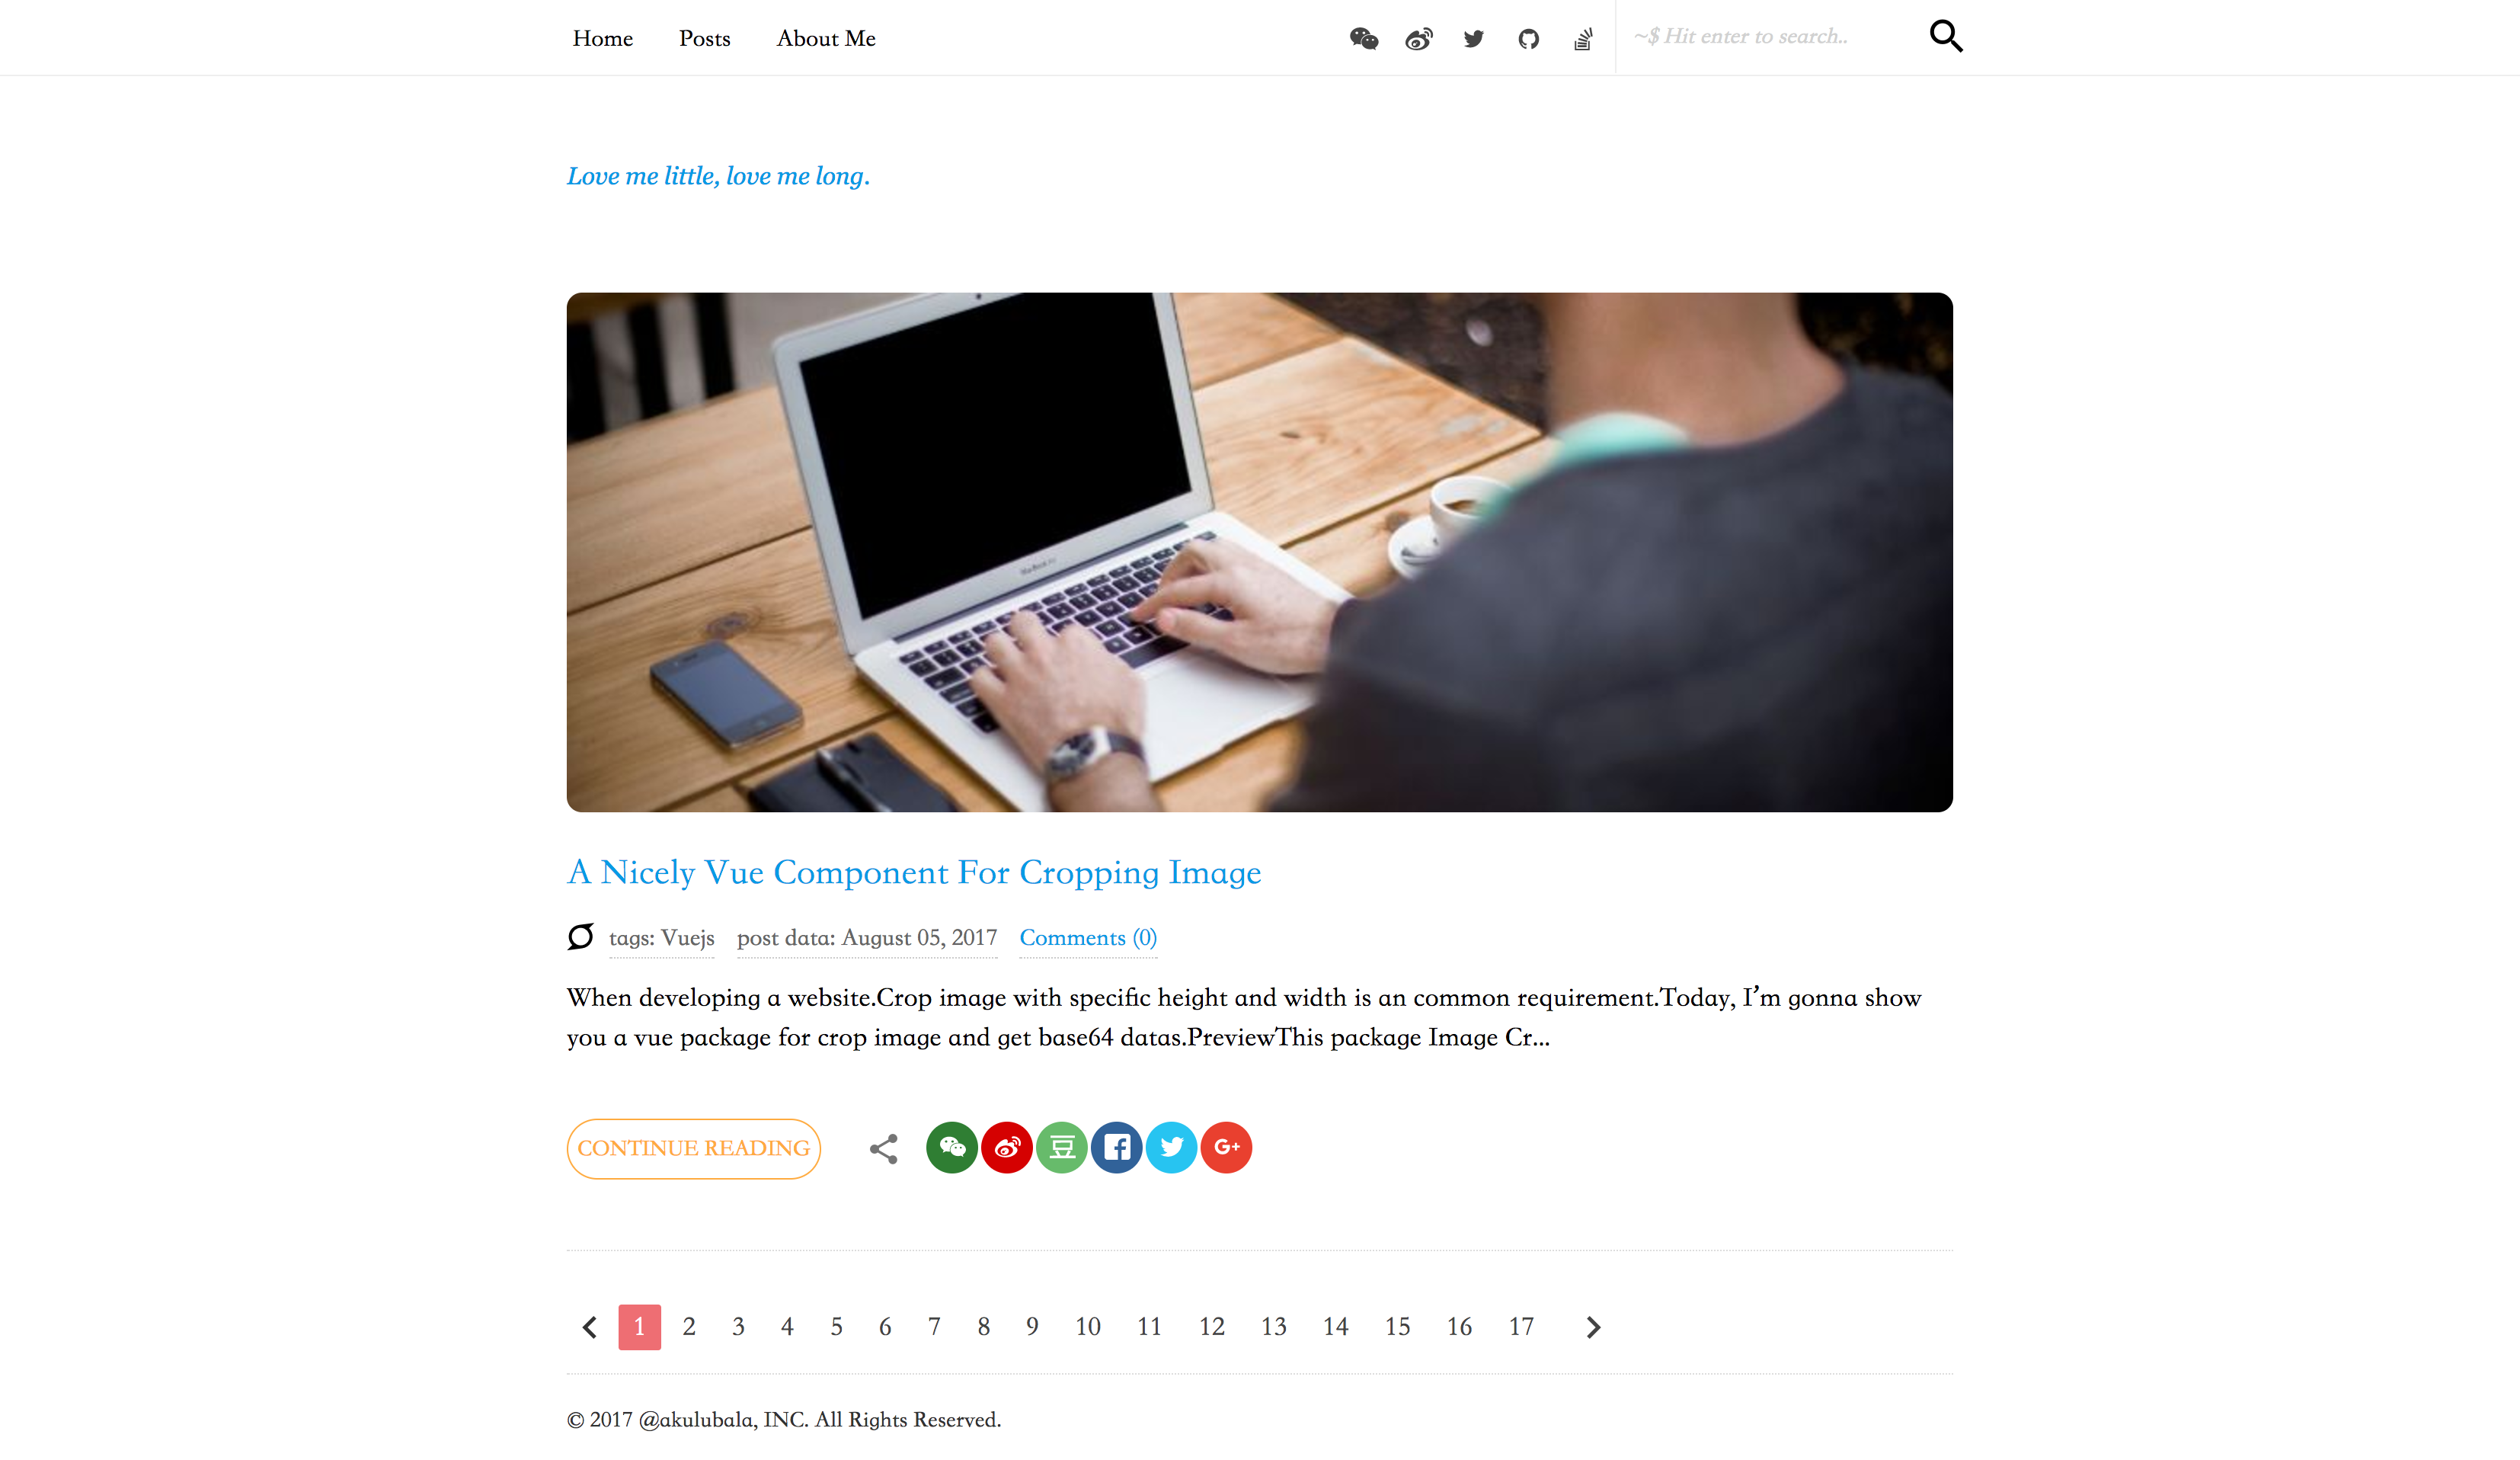 Home Posts About Me ~$ Hit enter to search..
Love me little, love me long.
MacBook Air
A Nicely Vue Component For Cropping Image
tags: Vuejs post data: August 05, 2017 Comments (0)
When developing a website.Crop image with specific height and width is an common requirement.Today, I’m gonna show
you a vue package for crop image and get base64 datas.PreviewThis package Image Cr...
CONTINUE READING 豆 G+
1 2 3 4 5 6 7 8 9 10 11 12 13 14 15 16 17
© 2017 @akulubala, INC. All Rights Reserved.